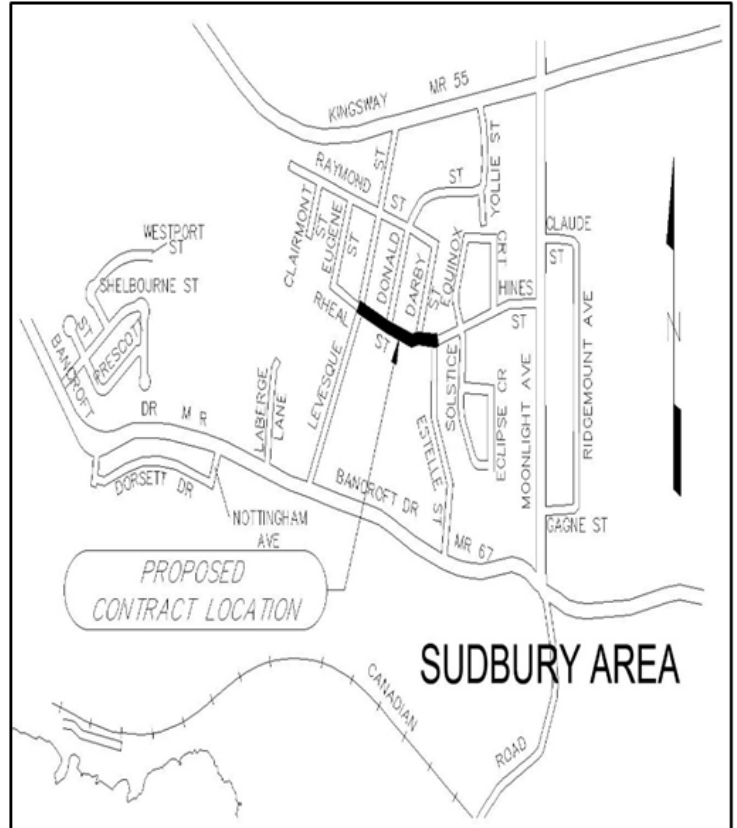 KINGSWAY MR 55
RAYMOND ST
ST
ST
YOLLIE ST
CLAIRMONT ST
EUGENE ST
DONALD
DARBY ST
EQUINOX CRT
CLAUDE ST
WESTPORT ST
SHELBOURNE ST
PRESCOTT ST
RHEAL ST
HINES ST
BANCROFT DR MR
LEVESQUE
LABERGE LANE
SOLSTICE
ECLIPSE CR
MOONLIGHT AVE
RIDGEMOUNT AVE
N
ESTELLE ST
DORSETT DR
NOTTINGHAM AVE
BANCROFT DR
MR 67
GAGNE ST
PROPOSED
CONTRACT LOCATION
SUDBURY AREA
CANADIAN
ROAD